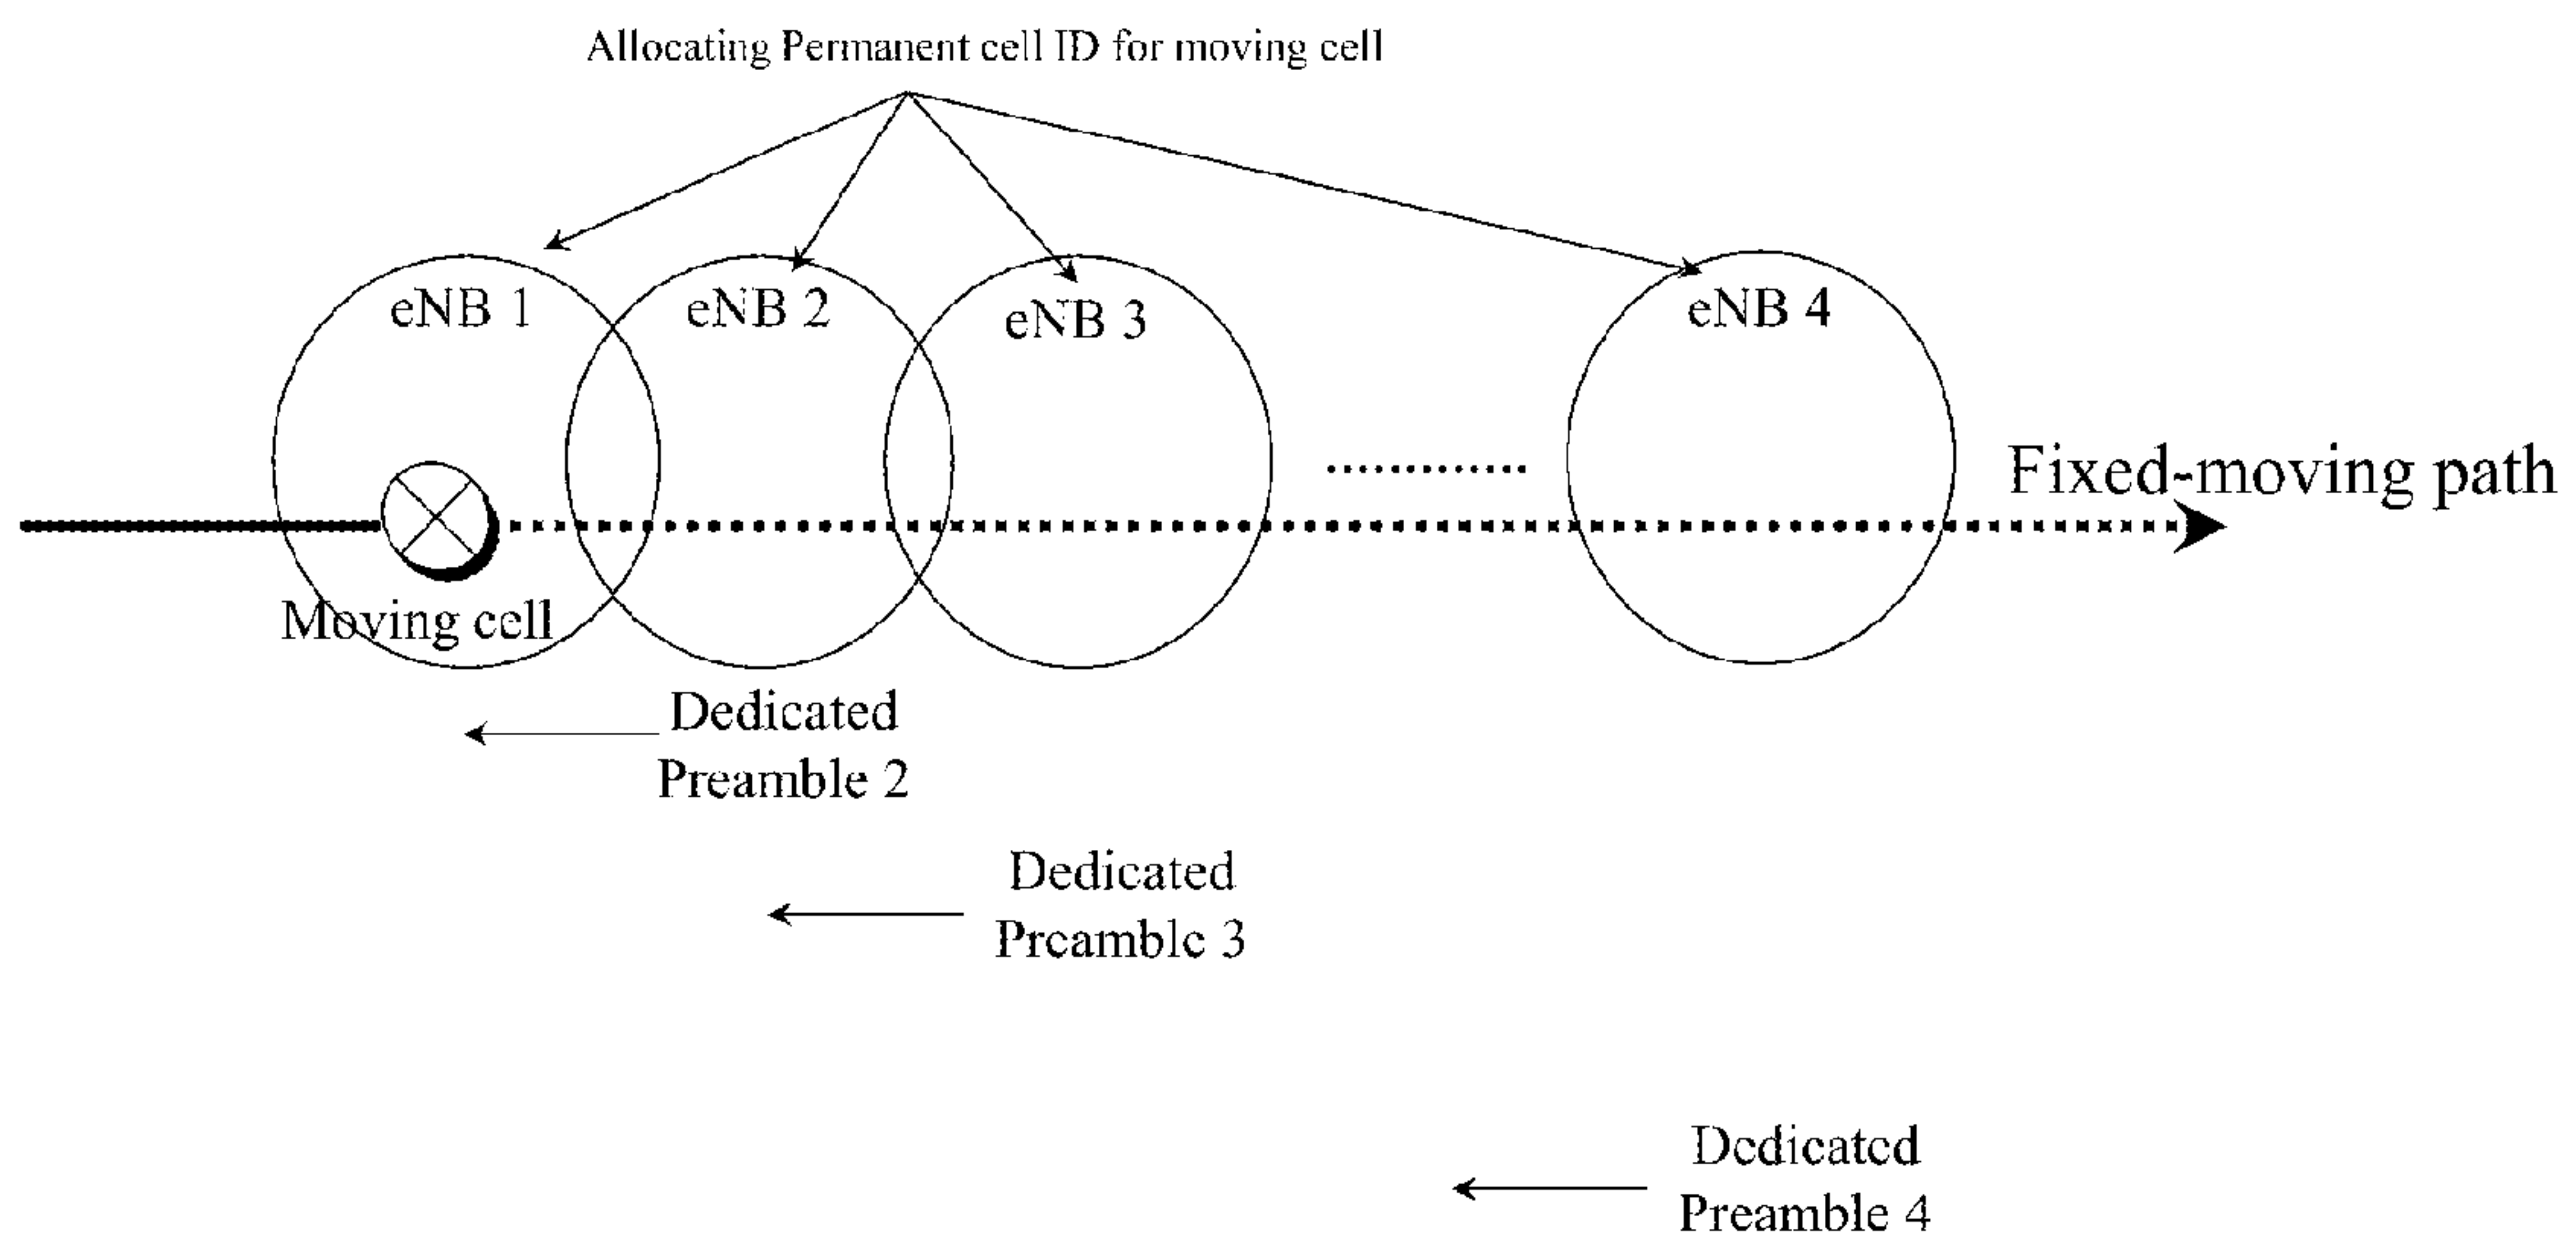 Allocating Permanent cell ID for moving cell
eNB 1
eNB 2
eNB 3
eNB 4
Fixed-moving path
Moving cell
Dedicated
Preamble 2
Dedicated
Preamble 3
Dedicated
Preamble 4